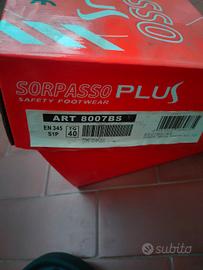 SORPASSO PLUS
SAFETY FOOTWEAR
ART 8007BS
EN 345
S1P
TG
40
subito